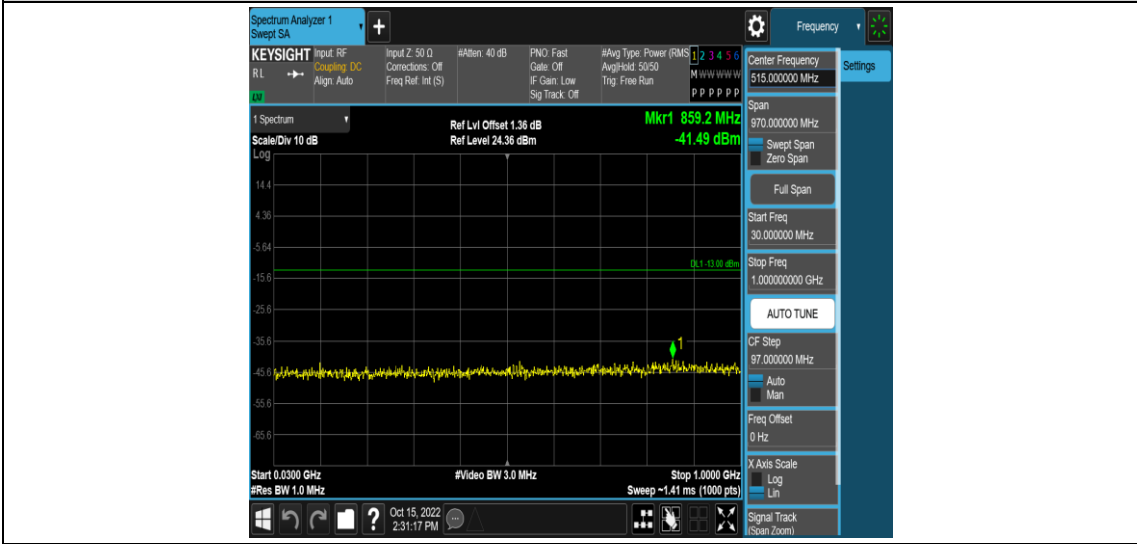 Spectrum Analyzer 1
Swept SA
+
Frequency
KEYSIGHT
RL
LXI
Input: RF
Coupling: DC
Align: Auto
Input Z: 50 Ω
Corrections: Off
Freq Ref: Int (S)
#Atten: 40 dB
PNO: Fast
Gate: Off
IF Gain: Low
Sig Track: Off
#Avg Type: Power (RMS
Avg|Hold: 50/50
Trig: Free Run
1 2 3 4 5 6
M W W W W W
P P P P P P
Center Frequency
515.000000 MHz
Settings
Span
970.000000 MHz
Swept Span
Zero Span
Full Span
Start Freq
30.000000 MHz
Stop Freq
1.000000000 GHz
AUTO TUNE
CF Step
97.000000 MHz
Auto
Man
Freq Offset
0 Hz
X Axis Scale
Log
Lin
Signal Track
(Span Zoom)
1 Spectrum
Scale/Div 10 dB
Log
Ref Lvl Offset 1.36 dB
Ref Level 24.36 dBm
Mkr1 859.2 MHz
-41.49 dBm
14.4
4.36
-5.64
DL1 -13.00 dBm
-15.6
-25.6
-35.6
1
-45.6
-55.6
-65.6
Start 0.0300 GHz
#Res BW 1.0 MHz
#Video BW 3.0 MHz
Stop 1.0000 GHz
Sweep ~1.41 ms (1000 pts)
?
Oct 15, 2022
2:31:17 PM